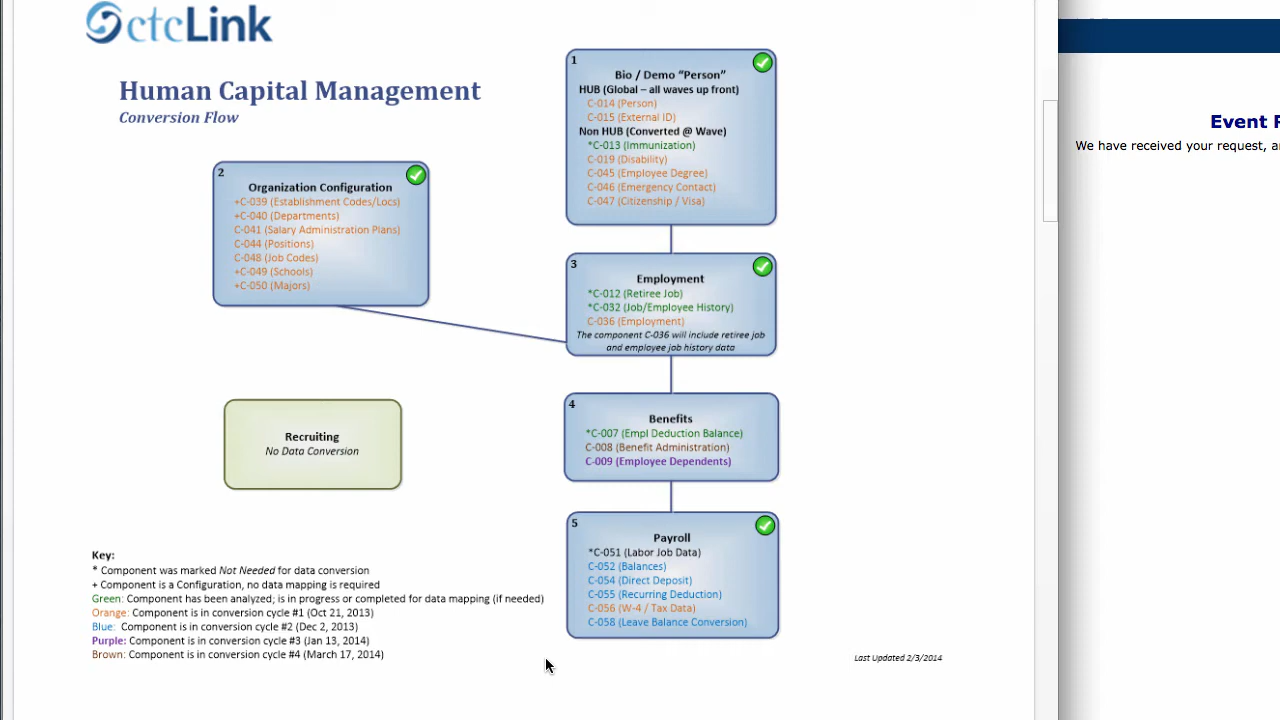 ctcLink
Human Capital Management
Conversion Flow
1
Bio / Demo “Person”
HUB (Global – all waves up front)
C-014 (Person)
C-015 (External ID)
Non HUB (Converted @ Wave)
*C-013 (Immunization)
C-019 (Disability)
C-045 (Employee Degree)
C-046 (Emergency Contact)
C-047 (Citizenship / Visa)
2
Organization Configuration
+C-039 (Establishment Codes/Locs)
+C-040 (Departments)
C-041 (Salary Administration Plans)
C-044 (Positions)
C-048 (Job Codes)
+C-049 (Schools)
+C-050 (Majors)
3
Employment
*C-012 (Retiree Job)
*C-032 (Job/Employee History)
C-036 (Employment)
The component C-036 will include retiree job
and employee job history data
4
Benefits
*C-007 (Empl Deduction Balance)
C-008 (Benefit Administration)
C-009 (Employee Dependents)
Recruiting
No Data Conversion
5
Payroll
*C-051 (Labor Job Data)
C-052 (Balances)
C-054 (Direct Deposit)
C-055 (Recurring Deduction)
C-056 (W-4 / Tax Data)
C-058 (Leave Balance Conversion)
Key:
* Component was marked Not Needed for data conversion
+ Component is a Configuration, no data mapping is required
Green: Component has been analyzed; is in progress or completed for data mapping (if needed)
Orange: Component is in conversion cycle #1 (Oct 21, 2013)
Blue: Component is in conversion cycle #2 (Dec 2, 2013)
Purple: Component is in conversion cycle #3 (Jan 13, 2014)
Brown: Component is in conversion cycle #4 (March 17, 2014)
Last Updated 2/3/2014
Event
We have received your request,